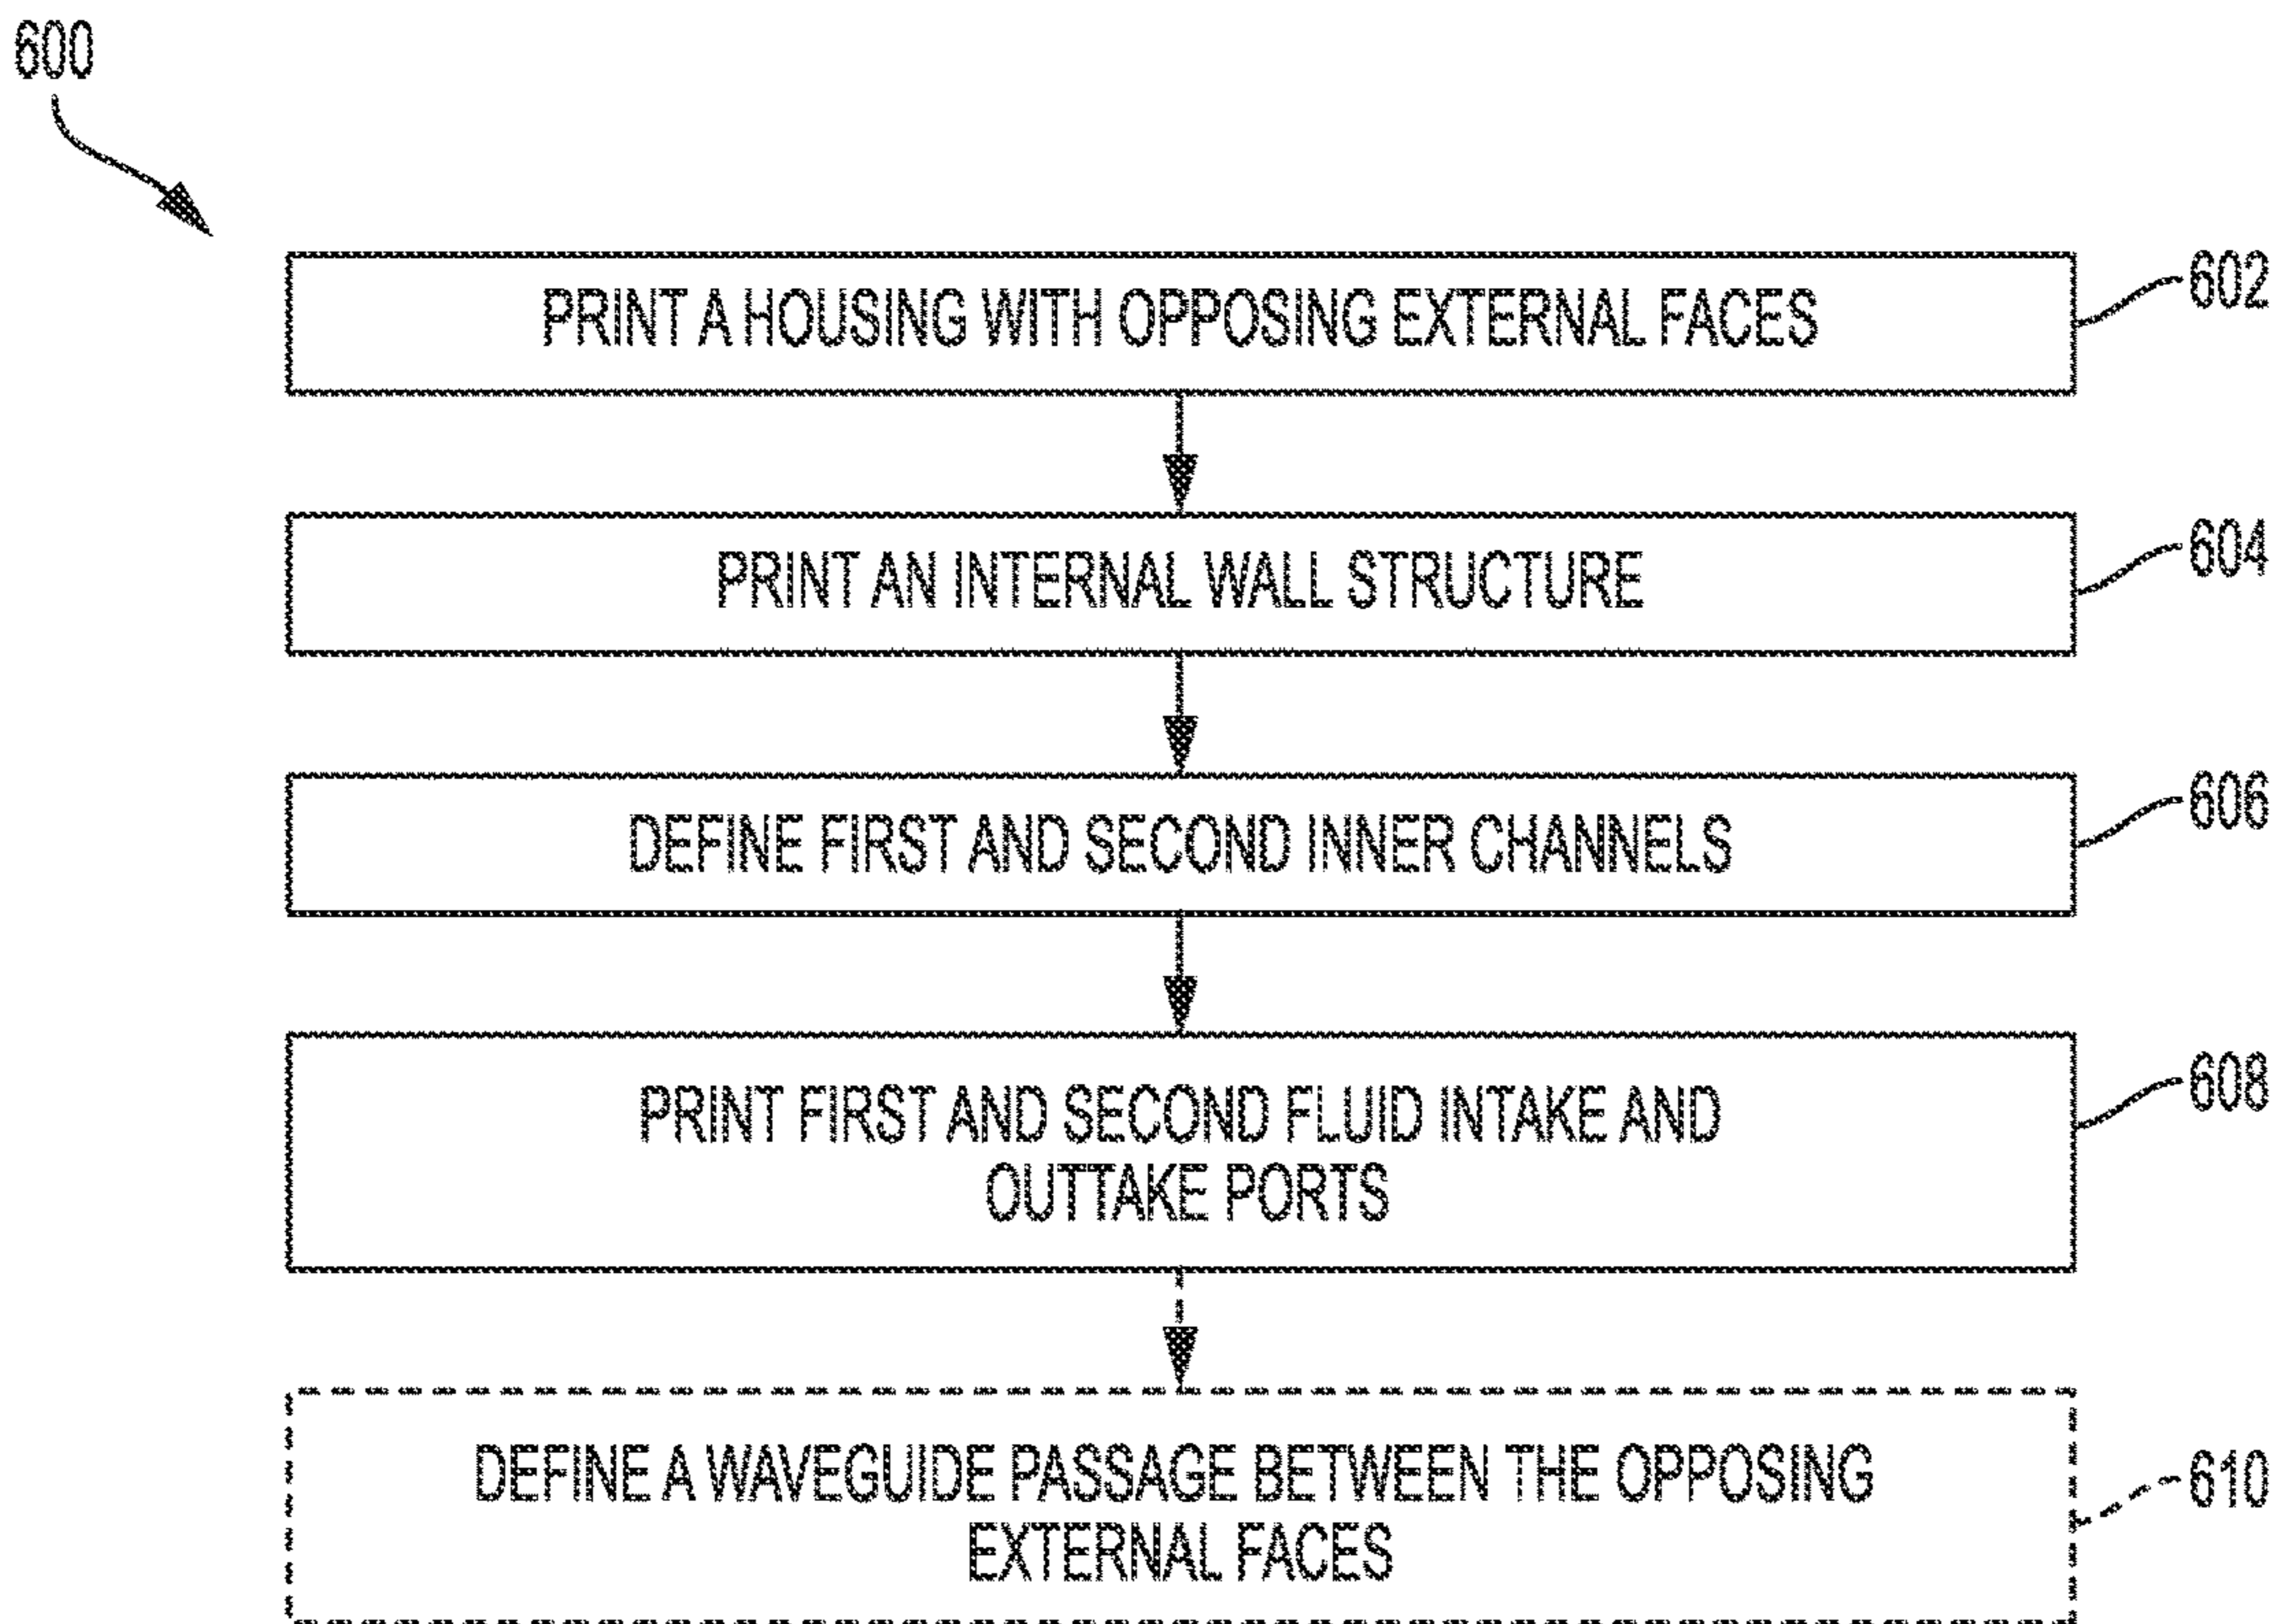 600
PRINT A HOUSING WITH OPPOSING EXTERNAL FACES
602
PRINT AN INTERNAL WALL STRUCTURE
604
DEFINE FIRST AND SECOND INNER CHANNELS
606
PRINT FIRST AND SECOND FLUID INTAKE AND
OUTTAKE PORTS
608
DEFINE A WAVEGUIDE PASSAGE BETWEEN THE OPPOSING
EXTERNAL FACES
610